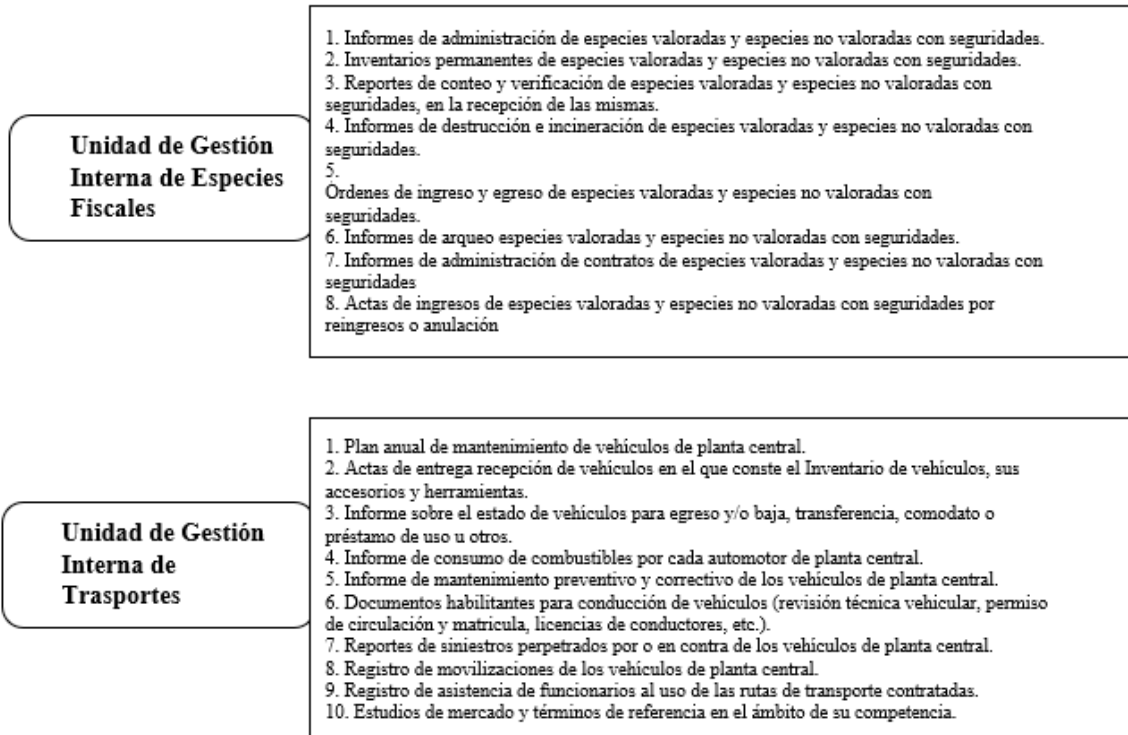 Unidad de Gestión
Interna de Especies
Fiscales
1. Informes de administración de especies valoradas y especies no valoradas con seguridades.
2. Inventarios permanentes de especies valoradas y especies no valoradas con seguridades.
3. Reportes de conteo y verificación de especies valoradas y especies no valoradas con
seguridades, en la recepción de las mismas.
4. Informes de destrucción e incineración de especies valoradas y especies no valoradas con
seguridades.
5.
Órdenes de ingreso y egreso de especies valoradas y especies no valoradas con
seguridades.
6. Informes de arqueo especies valoradas y especies no valoradas con seguridades.
7. Informes de administración de contratos de especies valoradas y especies no valoradas con
seguridades
8. Actas de ingresos de especies valoradas y especies no valoradas con seguridades por
reingresos o anulación
Unidad de Gestión
Interna de
Trasportes
1. Plan anual de mantenimiento de vehículos de planta central.
2. Actas de entrega recepción de vehículos en el que conste el Inventario de vehículos, sus
accesorios y herramientas.
3. Informe sobre el estado de vehículos para egreso y/o baja, transferencia, comodato o
préstamo de uso u otros.
4. Informe de consumo de combustibles por cada automotor de planta central.
5. Informe de mantenimiento preventivo y correctivo de los vehículos de planta central.
6. Documentos habilitantes para conducción de vehículos (revisión técnica vehicular, permiso
de circulación y matricula, licencias de conductores, etc.).
7. Reportes de siniestros perpetrados por o en contra de los vehículos de planta central.
8. Registro de movilizaciones de los vehículos de planta central.
9. Registro de asistencia de funcionarios al uso de las rutas de transporte contratadas.
10. Estudios de mercado y términos de referencia en el ámbito de su competencia.